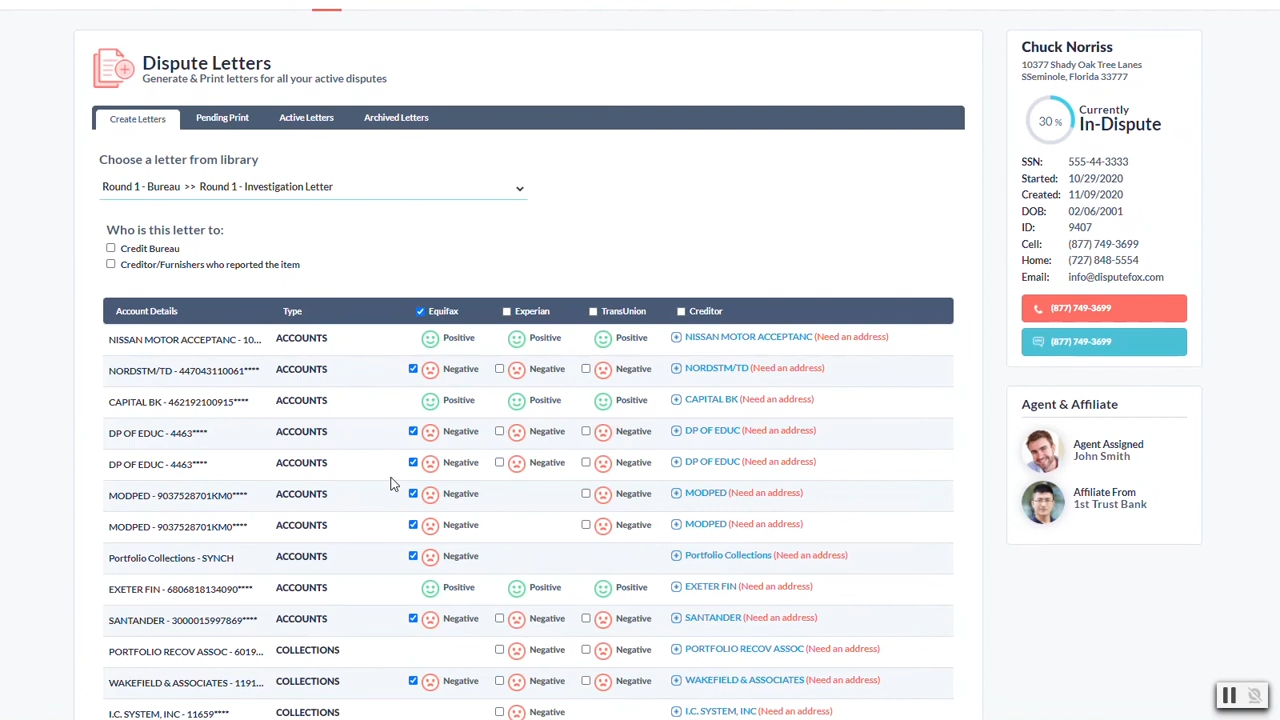 Dispute Letters
Generate & Print letters for all your active disputes
Create Letters Pending Print Active Letters Archived Letters
Choose a letter from library
Round 1 - Bureau >> Round 1 - Investigation Letter
Who is this letter to:
Credit Bureau
Creditor/Furnishers who reported the item
Account Details Type Equifax Experian TransUnion Creditor
NISSAN MOTOR ACCEPTANC - 10... ACCOUNTS Positive Positive Positive NISSAN MOTOR ACCEPTANC (Need an address)
NORDSTM/TD - 447043110061**** ACCOUNTS Negative Negative Negative NORDSTM/TD (Need an address)
CAPITAL BK - 462192100915**** ACCOUNTS Positive Positive Positive CAPITAL BK (Need an address)
DP OF EDUC - 4463**** ACCOUNTS Negative Negative Negative DP OF EDUC (Need an address)
DP OF EDUC - 4463**** ACCOUNTS Negative Negative Negative DP OF EDUC (Need an address)
MODPED - 9037528701KM0**** ACCOUNTS Negative Negative MODPED (Need an address)
MODPED - 9037528701KM0**** ACCOUNTS Negative Negative MODPED (Need an address)
Portfolio Collections - SYNCH ACCOUNTS Negative Portfolio Collections (Need an address)
EXETER FIN - 6806818134090**** ACCOUNTS Positive Positive Positive EXETER FIN (Need an address)
SANTANDER - 3000015997869**** ACCOUNTS Negative Negative Negative SANTANDER (Need an address)
PORTFOLIO RECOV ASSOC - 6019... COLLECTIONS Negative Negative PORTFOLIO RECOV ASSOC (Need an address)
WAKEFIELD & ASSOCIATES - 1191... COLLECTIONS Negative Negative Negative WAKEFIELD & ASSOCIATES (Need an address)
I.C. SYSTEM, INC - 11659**** COLLECTIONS Negative I.C. SYSTEM, INC (Need an address)
Chuck Norriss
10377 Shady Oak Tree Lanes
SSeminole, Florida 33777
30 %
Currently
In-Dispute
SSN: 555-44-3333
Started: 10/29/2020
Created: 11/09/2020
DOB: 02/06/2001
ID: 9407
Cell: (877) 749-3699
Home: (727) 848-5554
Email: info@disputefox.com
(877) 749-3699
(877) 749-3699
Agent & Affiliate
Agent Assigned
John Smith
Affiliate From
1st Trust Bank